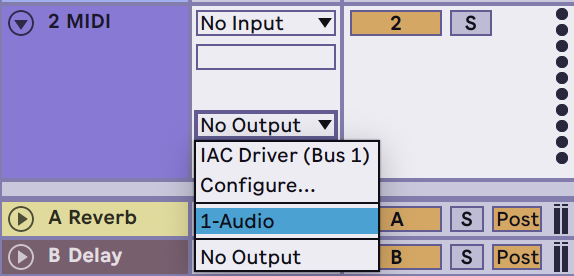 2 MIDI
No Input
2
S
No Output
IAC Driver (Bus 1)
Configure...
1-Audio
No Output
A Reverb
A
S
Post
B Delay
B
S
Post